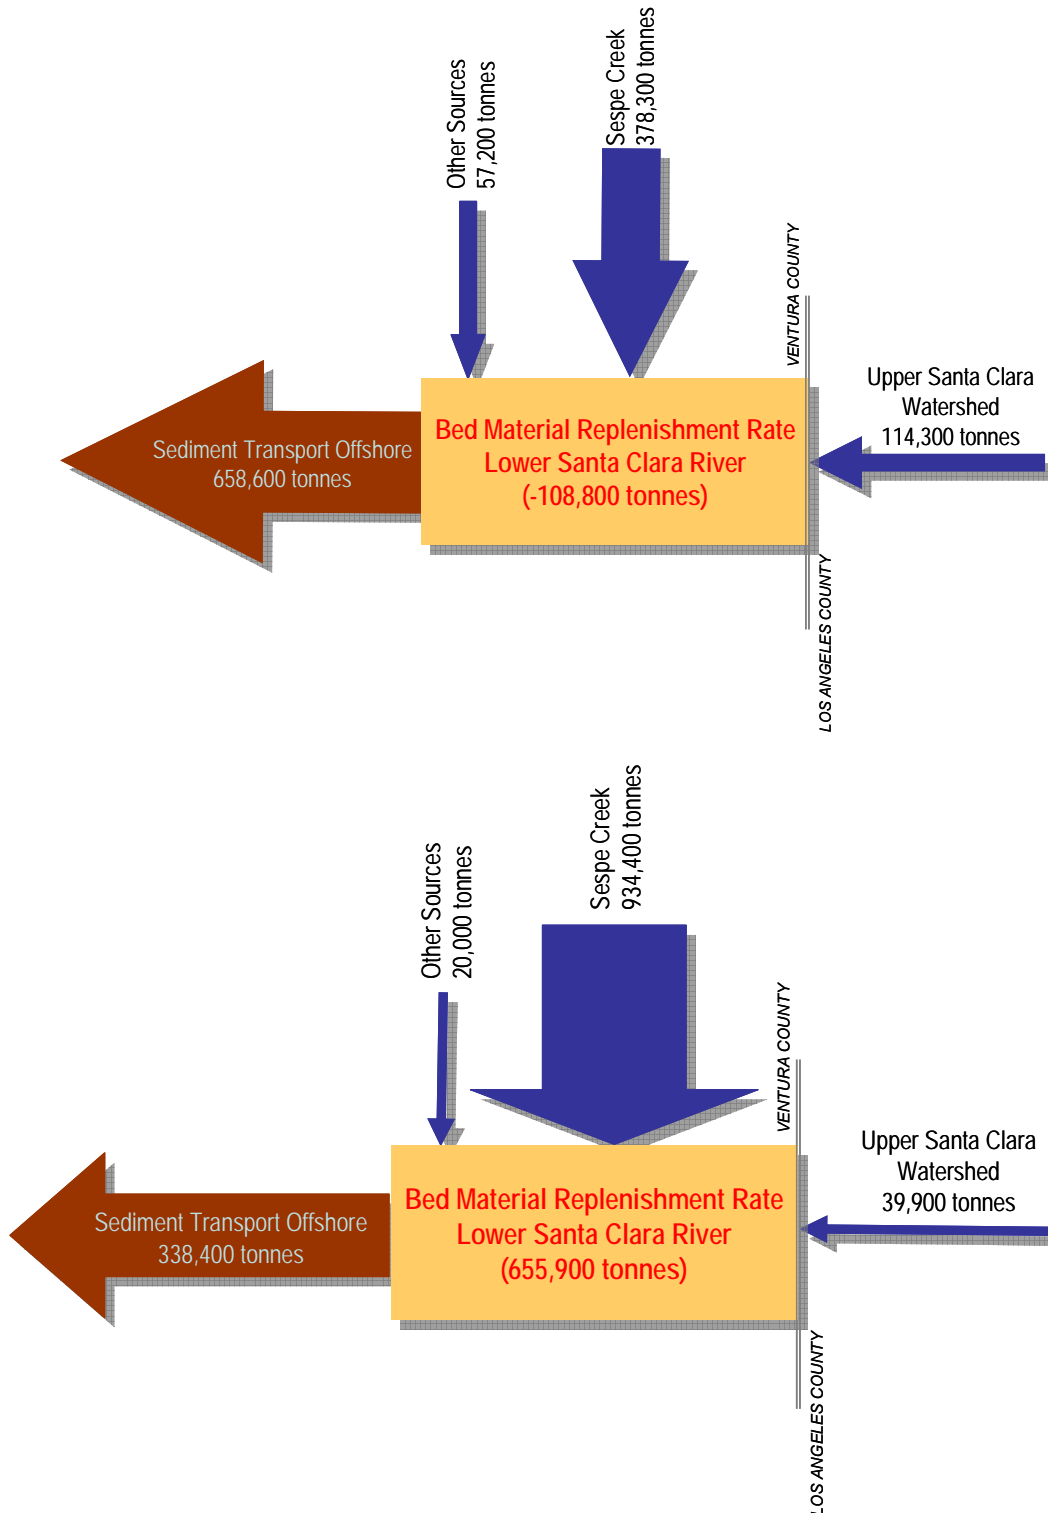 Other Sources
57,200 tonnes
Sespe Creek
378,300 tonnes
VENTURA COUNTY
Upper Santa Clara
Watershed
114,300 tonnes
Sediment Transport Offshore
658,600 tonnes
Bed Material Replenishment Rate
Lower Santa Clara River
(-108,800 tonnes)
LOS ANGELES COUNTY
Other Sources
20,000 tonnes
Sespe Creek
934,400 tonnes
VENTURA COUNTY
Upper Santa Clara
Watershed
39,900 tonnes
Sediment Transport Offshore
338,400 tonnes
Bed Material Replenishment Rate
Lower Santa Clara River
(655,900 tonnes)
LOS ANGELES COUNTY